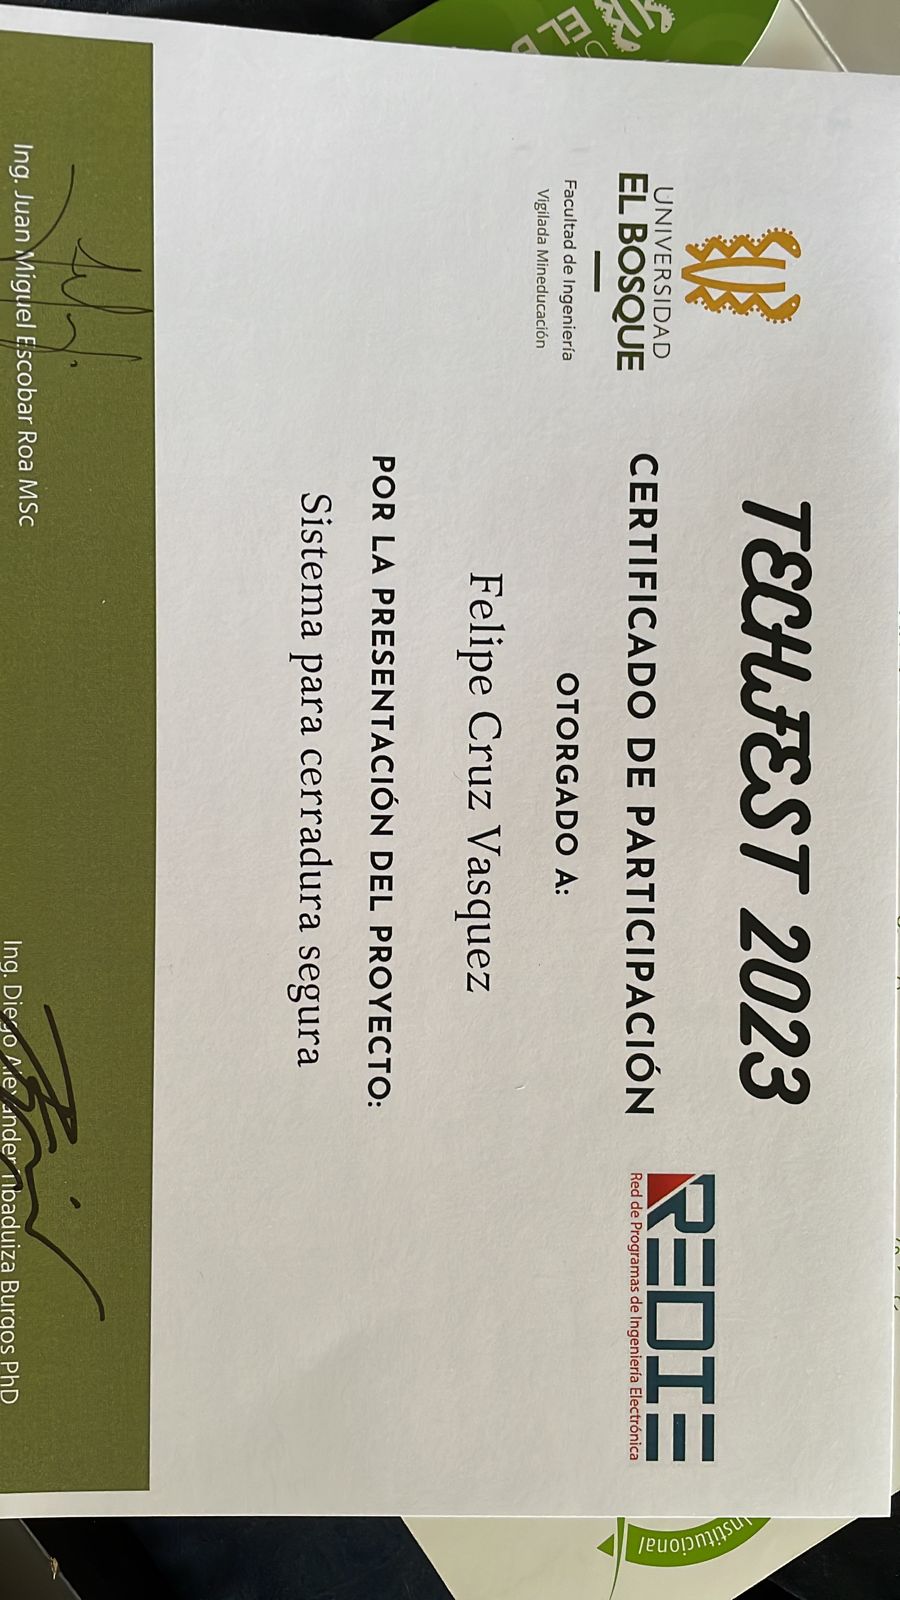 TECH.FEST 2023
UNIVERSIDAD
EL BOSQUE
Facultad de Ingeniería
Vigilada Mineducación
REDIE
Red de Programas de Ingeniería Electrónica
CERTIFICADO DE PARTICIPACIÓN
OTORGADO A:
Felipe Cruz Vasquez
POR LA PRESENTACIÓN DEL PROYECTO:
Sistema para cerradura segura
Ing. Juan Miguel Escobar Roa MSc
Ing. Diego Alexander Tibaduiza Burgos PhD
Institucional